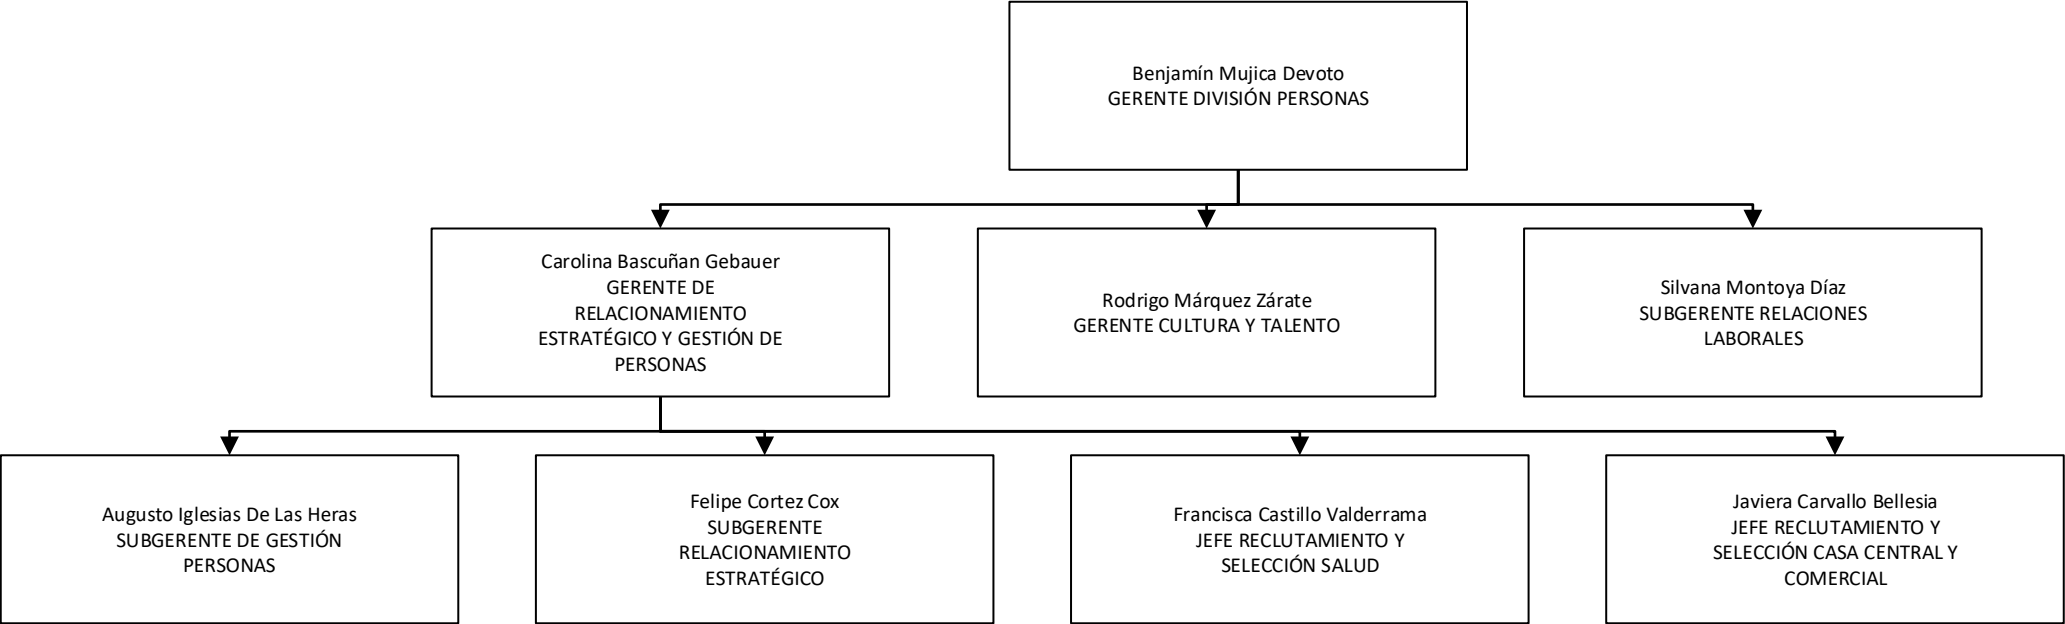 Benjamín Mujica Devoto
GERENTE DIVISIÓN PERSONAS
Carolina Bascuñan Gebauer
GERENTE DE
RELACIONAMIENTO
ESTRATÉGICO Y GESTIÓN DE
PERSONAS
Rodrigo Márquez Zárate
GERENTE CULTURA Y TALENTO
Silvana Montoya Díaz
SUBGERENTE RELACIONES
LABORALES
Augusto Iglesias De Las Heras
SUBGERENTE DE GESTIÓN
PERSONAS
Felipe Cortez Cox
SUBGERENTE
RELACIONAMIENTO
ESTRATÉGICO
Francisca Castillo Valderrama
JEFE RECLUTAMIENTO Y
SELECCIÓN SALUD
Javiera Carvallo Bellesia
JEFE RECLUTAMIENTO Y
SELECCIÓN CASA CENTRAL Y
COMERCIAL